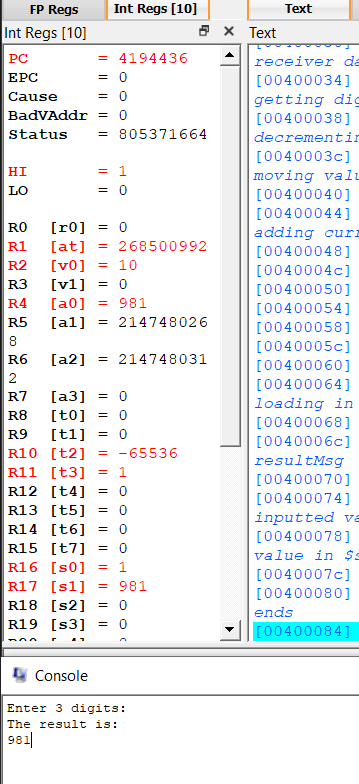 FP Regs
Int Regs [10]
Text
Int Regs [10]
Text
PC = 4194436
EPC = 0
Cause = 0
BadVAddr = 0
Status = 805371664
HI = 1
LO = 0
R0 [r0] = 0
R1 [at] = 268500992
R2 [v0] = 10
R3 [v1] = 0
R4 [a0] = 981
R5 [a1] = 214748026
8
R6 [a2] = 214748031
2
R7 [a3] = 0
R8 [t0] = 0
R9 [t1] = 0
R10 [t2] = -65536
R11 [t3] = 1
R12 [t4] = 0
R13 [t5] = 0
R14 [t6] = 0
R15 [t7] = 0
R16 [s0] = 1
R17 [s1] = 981
R18 [s2] = 0
R19 [s3] = 0
receiver da
[00400034]
getting dig
[00400038]
decrementin
[0040003c]
moving valu
[00400040]
[00400044]
adding curr
[00400048]
[0040004c]
[00400050]
[00400054]
[00400058]
[0040005c]
[00400060]
[00400064]
loading in
[00400068]
[0040006c]
resultMsg
[00400070]
[00400074]
inputted va
[00400078]
value in $s
[0040007c]
[00400080]
ends
[00400084]
Console
Enter 3 digits:
The result is:
981